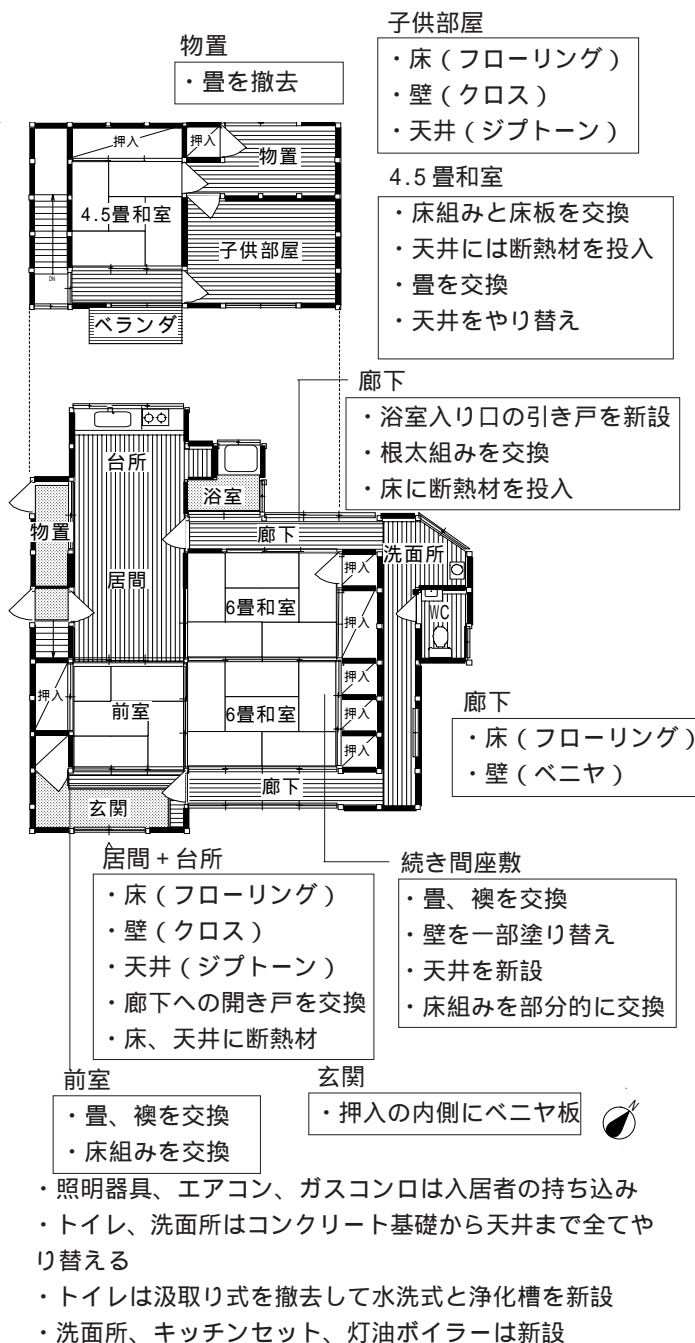 物置
・畳を撤去
子供部屋
・床（フローリング）
・壁（クロス）
・天井（ジプトーン）
4.5畳和室
・床組みと床板を交換
・天井には断熱材を投入
・畳を交換
・天井をやり替え
押入
押入
物置
4.5畳和室
子供部屋
DN
ベランダ
廊下
・浴室入り口の引き戸を新設
・根太組みを交換
・床に断熱材を投入
台所
浴室
物置
廊下
洗面所
居間
押入
6畳和室
押入
WC
押入
前室
6畳和室
押入
押入
押入
玄関
廊下
廊下
・床（フローリング）
・壁（ベニヤ）
居間+台所
・床（フローリング）
・壁（クロス）
・天井（ジプトーン）
・廊下への開き戸を交換
・床、天井に断熱材
続き間座敷
・畳、襖を交換
・壁を一部塗り替え
・天井を新設
・床組みを部分的に交換
前室
・畳、襖を交換
・床組みを交換
玄関
・押入の内側にベニヤ板
N
・照明器具、エアコン、ガスコンロは入居者の持ち込み
・トイレ、洗面所はコンクリート基礎から天井まで全てや
り替える
・トイレは汲取り式を撤去して水洗式と浄化槽を新設
・洗面所、キッチンセット、灯油ボイラーは新設